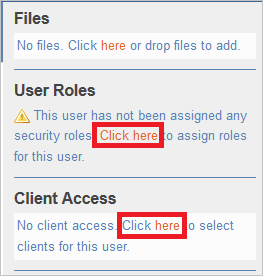 Files
No files. Click here or drop files to add.
User Roles
This user has not been assigned any
security roles. Click here to assign roles
for this user.
Client Access
No client access. Click here to select
clients for this user.